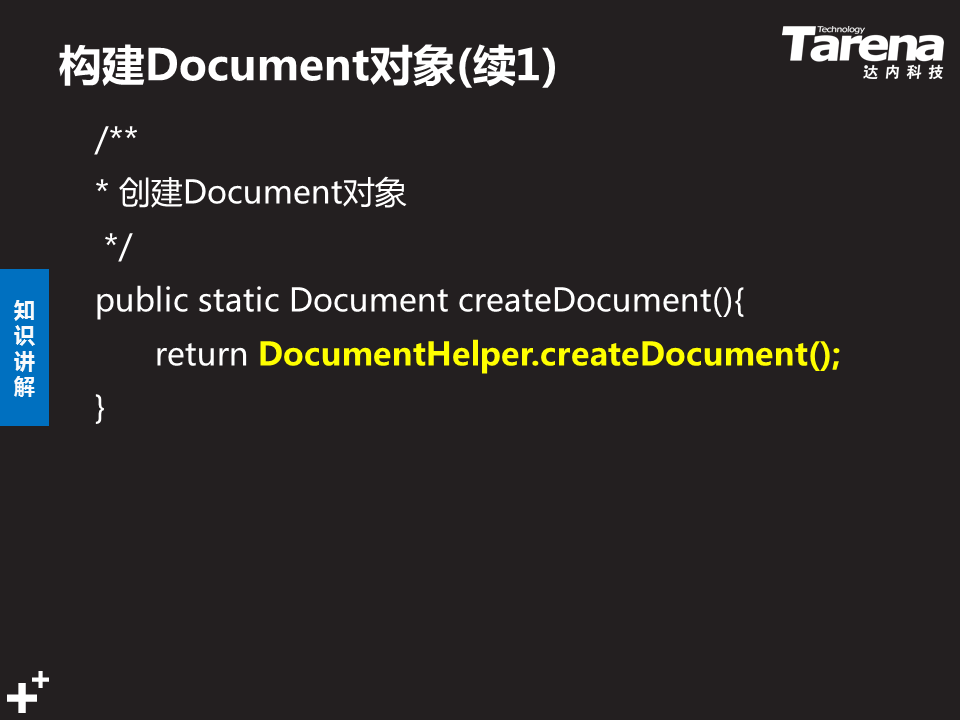 构建Document对象(续1)
Technology
Tarena
达内科技
/**
* 创建Document对象
*/
public static Document createDocument(){
return DocumentHelper.createDocument();
}
知
识
讲
解